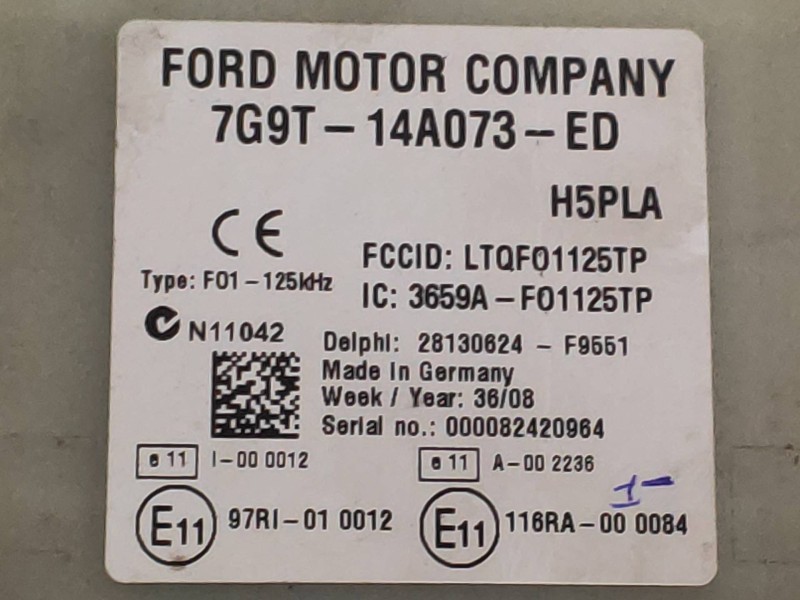 FORD MOTOR COMPANY
7G9T-14A073-ED
H5PLA
CE
FCCID: LTQF01125TP
Type: F01-125kHz
IC: 3659A-F01125TP
N11042
Delphi: 28130624 - F9551
Made In Germany
Week / Year: 36/08
Serial no.: 000082420964
e 11 I-00 0012
e 11 A-00 2236
E11 97RI-01 0012
E11 116RA-00 0084